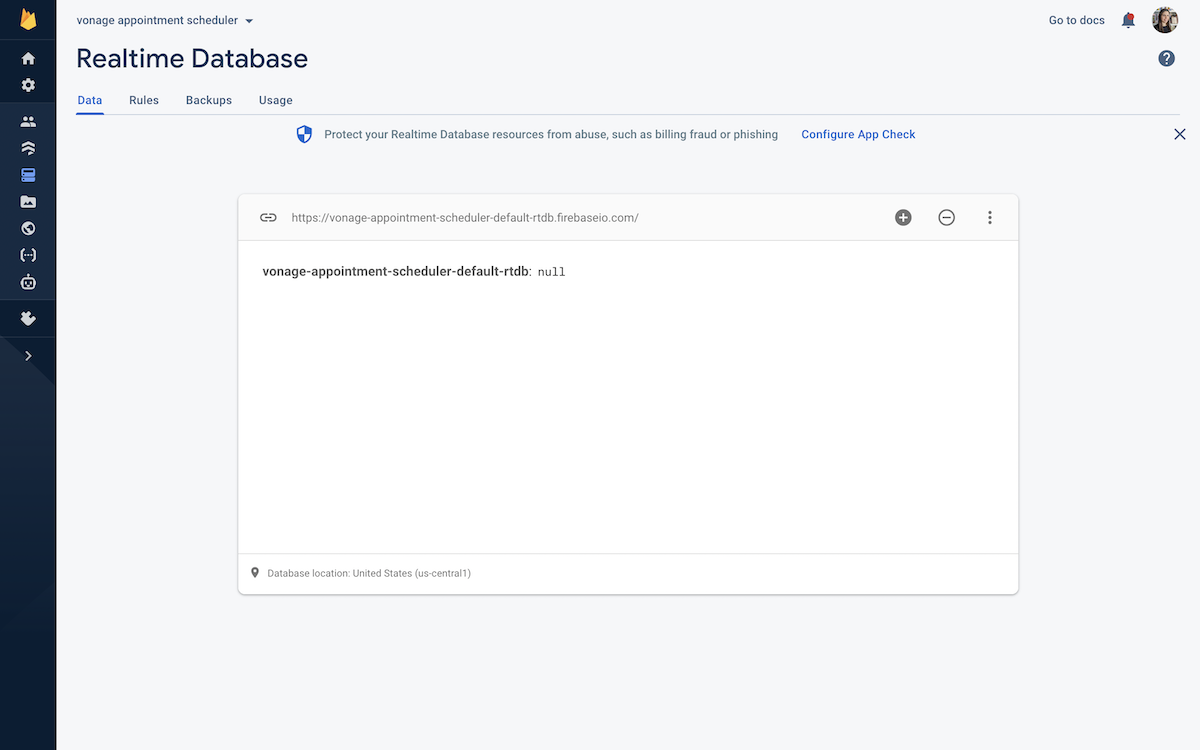 vonage appointment scheduler
Go to docs
Realtime Database
?
Data Rules Backups Usage
Protect your Realtime Database resources from abuse, such as billing fraud or phishing Configure App Check
https://vonage-appointment-scheduler-default-rtdb.firebaseio.com/
vonage-appointment-scheduler-default-rtdb: null
Database location: United States (us-central1)